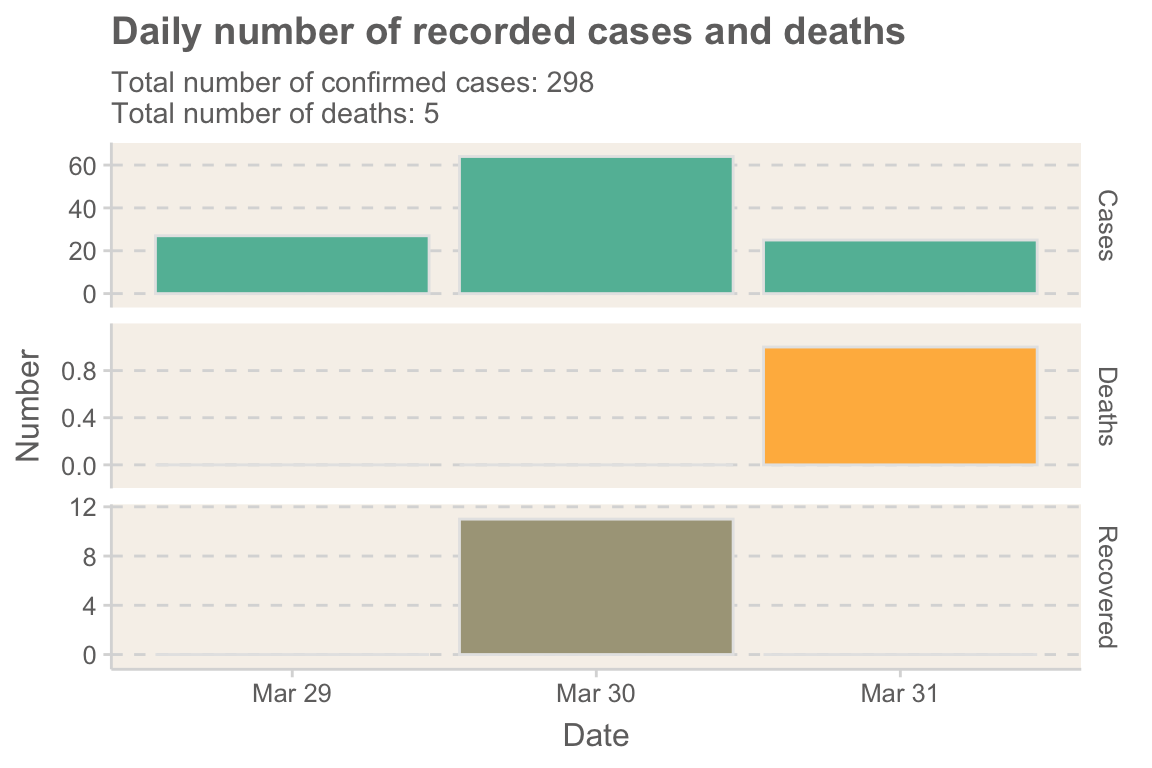 Daily number of recorded cases and deaths
Total number of confirmed cases: 298
Total number of deaths: 5
60
40
20
0
Cases
0.8
0.4
0.0
Deaths
12
8
4
0
Recovered
Number
Mar 29
Mar 30
Mar 31
Date